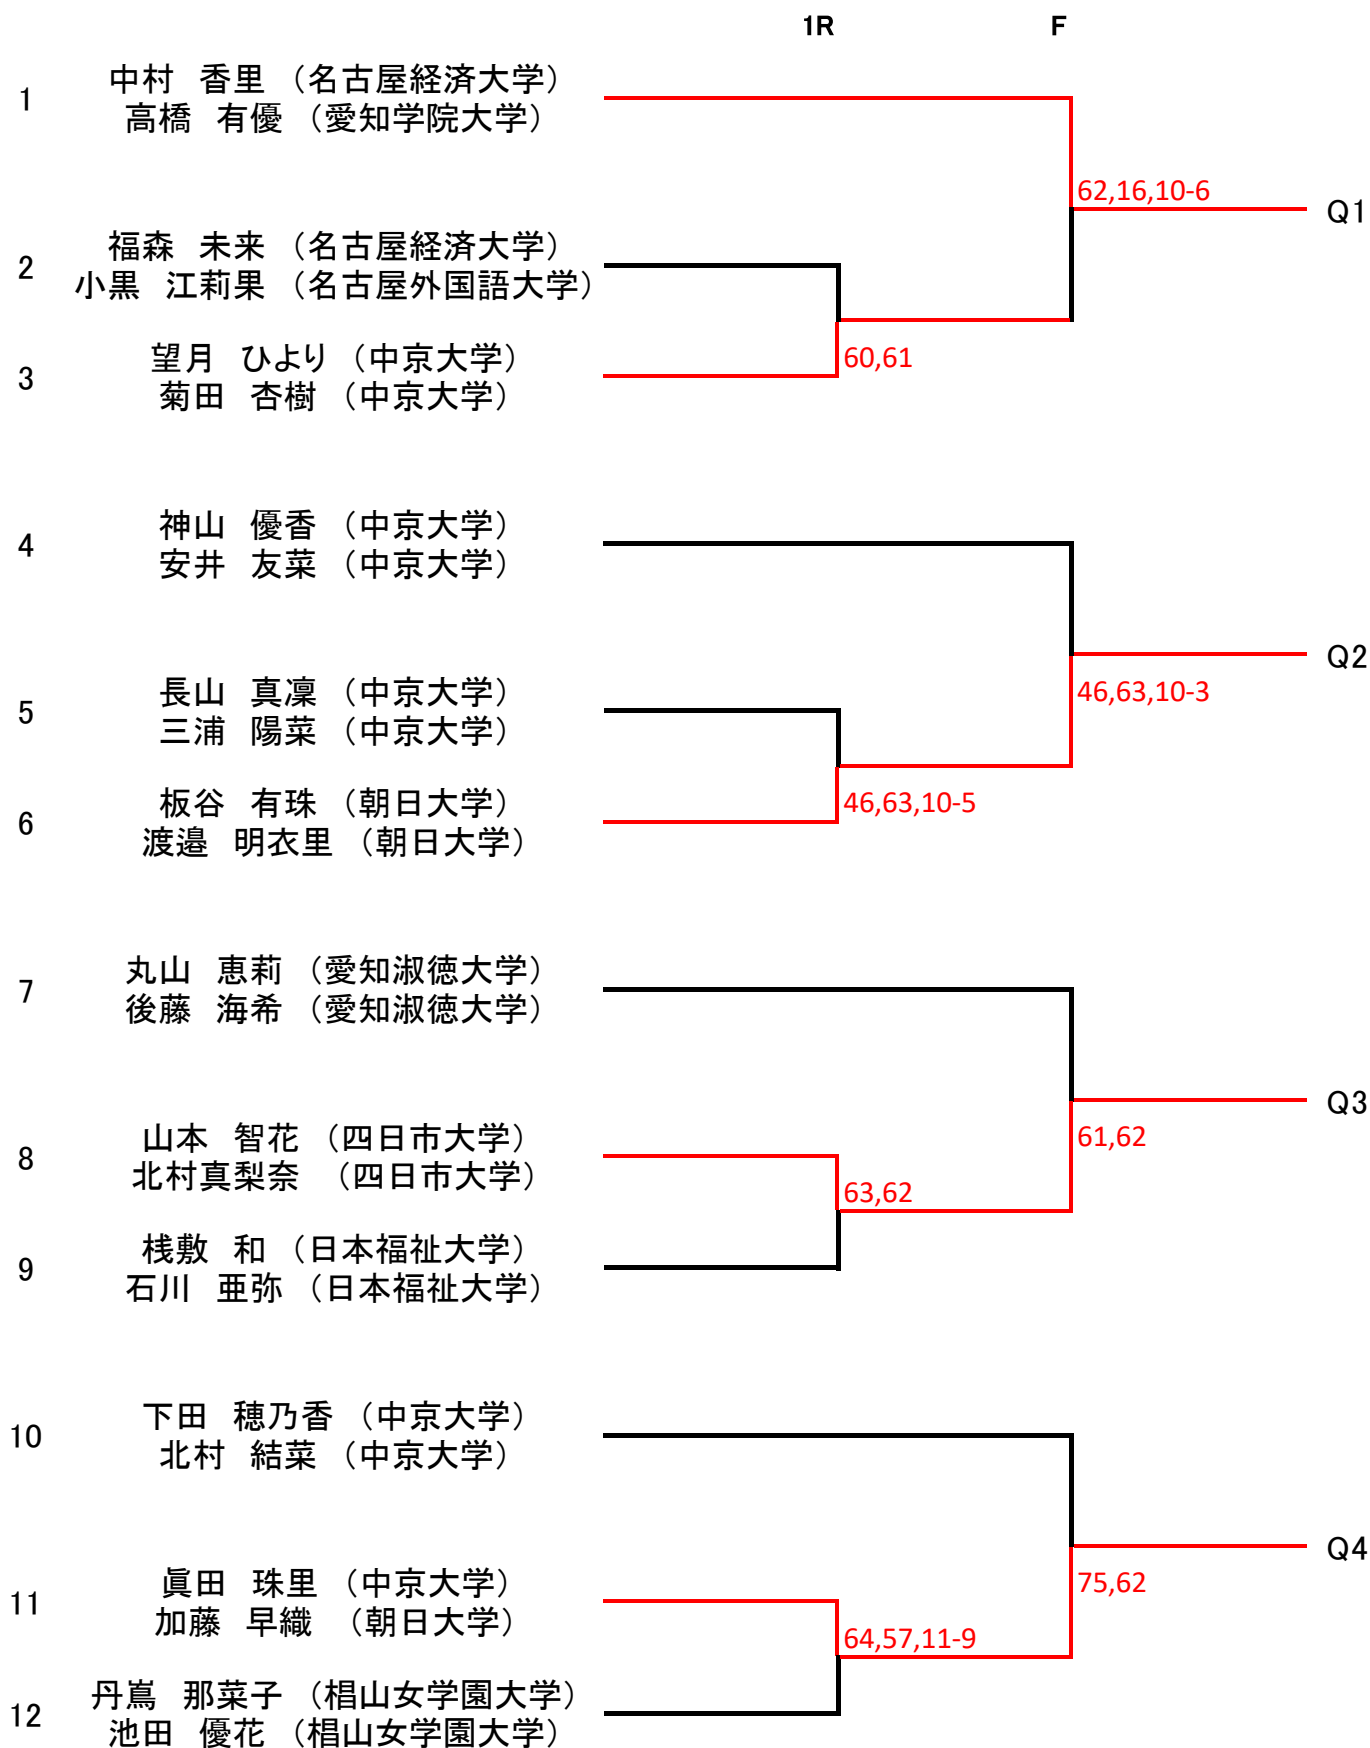 1R F
1 中村 香里 (名古屋経済大学)
高橋 有優 (愛知学院大学)
62,16,10-6 Q1
2 福森 未来 (名古屋経済大学)
小黒 江莉果 (名古屋外国語大学)
3 望月 ひより (中京大学)
菊田 杏樹 (中京大学)
60,61
4 神山 優香 (中京大学)
安井 友菜 (中京大学)
46,63,10-3 Q2
5 長山 真凜 (中京大学)
三浦 陽菜 (中京大学)
6 板谷 有珠 (朝日大学)
渡邉 明衣里 (朝日大学)
46,63,10-5
7 丸山 恵莉 (愛知淑徳大学)
後藤 海希 (愛知淑徳大学)
61,62 Q3
8 山本 智花 (四日市大学)
北村真梨奈 (四日市大学)
63,62
9 桟敷 和 (日本福祉大学)
石川 亜弥 (日本福祉大学)
10 下田 穂乃香 (中京大学)
北村 結菜 (中京大学)
75,62 Q4
11 眞田 珠里 (中京大学)
加藤 早織 (朝日大学)
64,57,11-9
12 丹嶌 那菜子 (椙山女学園大学)
池田 優花 (椙山女学園大学)